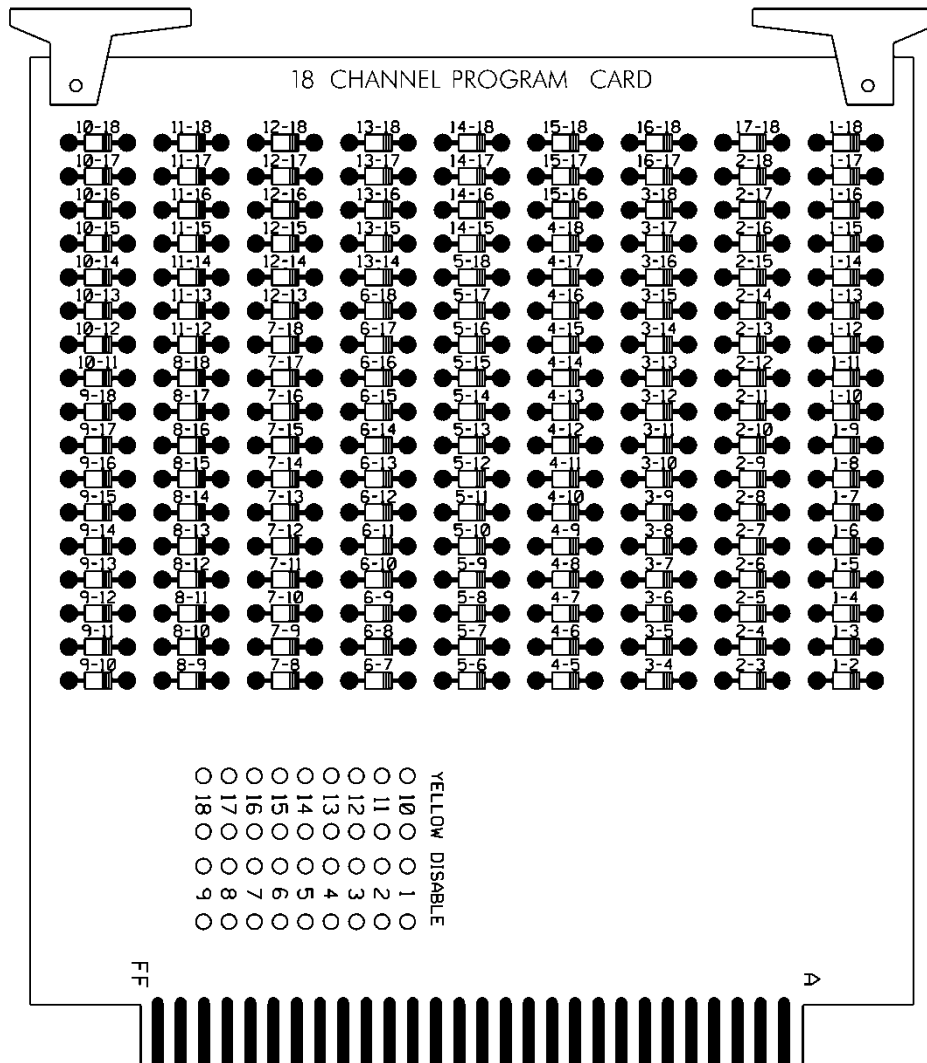 18 CHANNEL PROGRAM CARD
10-18 11-18 12-18 13-18 14-18 15-18 16-18 17-18 1-18
10-17 11-17 12-17 13-17 14-17 15-17 16-17 2-18 1-17
10-16 11-16 12-16 13-16 14-16 15-16 3-18 2-17 1-16
10-15 11-15 12-15 13-15 14-15 4-18 3-17 2-16 1-15
10-14 11-14 12-14 13-14 5-18 4-17 3-16 2-15 1-14
10-13 11-13 12-13 6-18 5-17 4-16 3-15 2-14 1-13
10-12 11-12 7-18 6-17 5-16 4-15 3-14 2-13 1-12
10-11 8-18 7-17 6-16 5-15 4-14 3-13 2-12 1-11
9-18 8-17 7-16 6-15 5-14 4-13 3-12 2-11 1-10
9-17 8-16 7-15 6-14 5-13 4-12 3-11 2-10 1-9
9-16 8-15 7-14 6-13 5-12 4-11 3-10 2-9 1-8
9-15 8-14 7-13 6-12 5-11 4-10 3-9 2-8 1-7
9-14 8-13 7-12 6-11 5-10 4-9 3-8 2-7 1-6
9-13 8-12 7-11 6-10 5-9 4-8 3-7 2-6 1-5
9-12 8-11 7-10 6-9 5-8 4-7 3-6 2-5 1-4
9-11 8-10 7-9 6-8 5-7 4-6 3-5 2-4 1-3
9-10 8-9 7-8 6-7 5-6 4-5 3-4 2-3 1-2
YELLOW DISABLE
10 1
11 2
12 3
13 4
14 5
15 6
16 7
17 8
18 9
FF
A